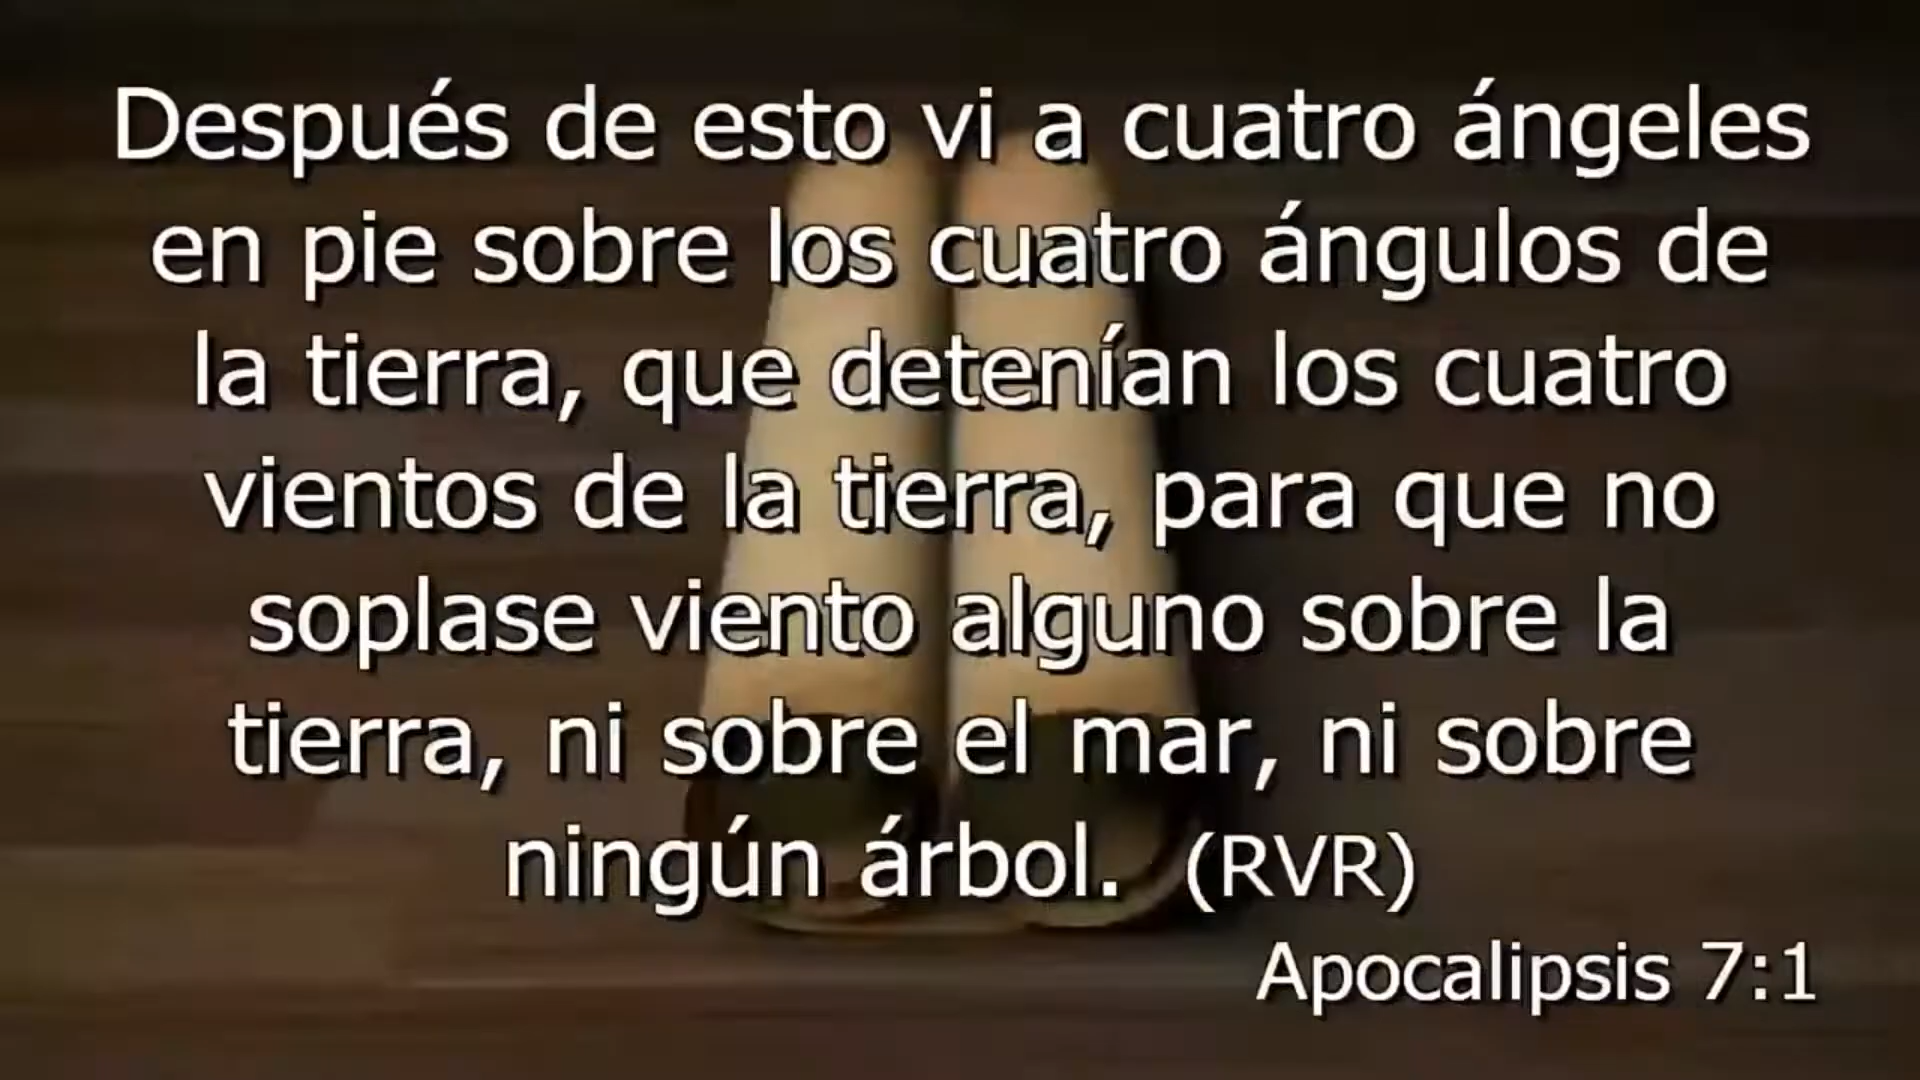 Después de esto vi a cuatro ángeles
en pie sobre los cuatro ángulos de
la tierra, que detenían los cuatro
vientos de la tierra, para que no
soplase viento alguno sobre la
tierra, ni sobre el mar, ni sobre
ningún árbol. (RVR)
Apocalipsis 7:1